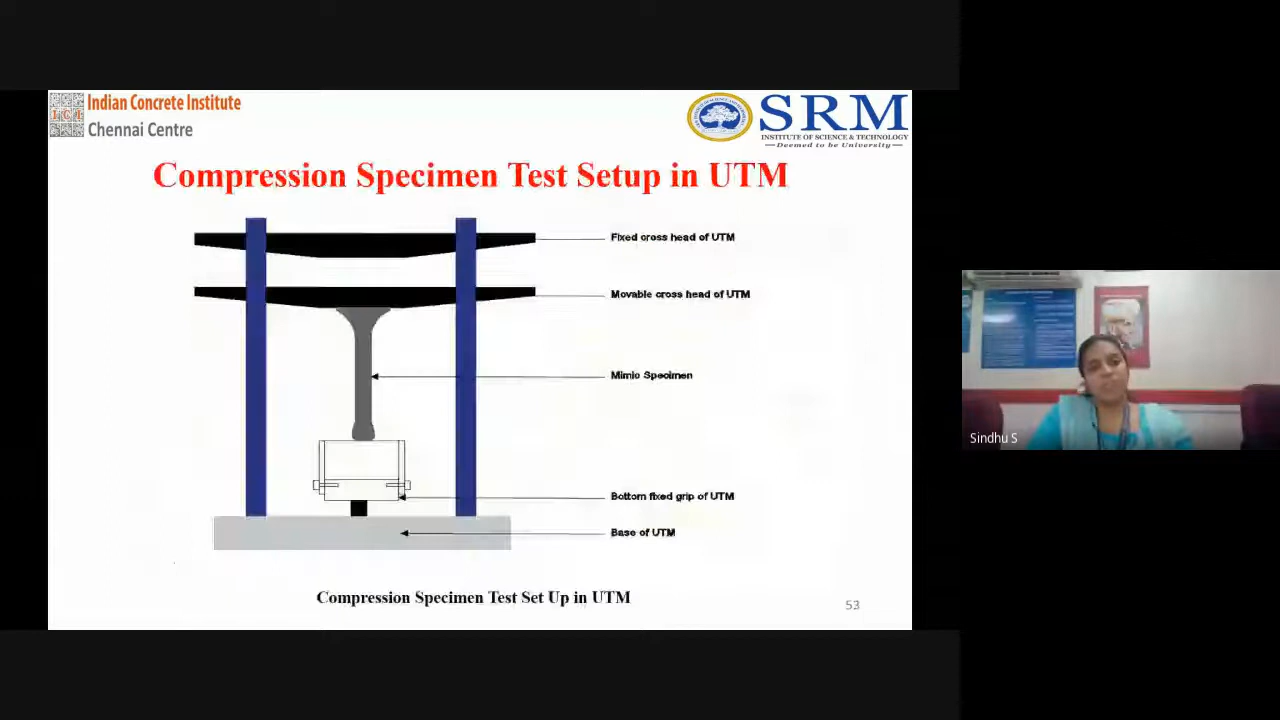 Indian Concrete Institute
ICI
Chennai Centre
SRM
INSTITUTE OF SCIENCE & TECHNOLOGY
Deemed to be University
Compression Specimen Test Setup in UTM
Fixed cross head of UTM
Movable cross head of UTM
Mimic Specimen
Bottom fixed grip of UTM
Base of UTM
Compression Specimen Test Set Up in UTM
53
Sindhu S